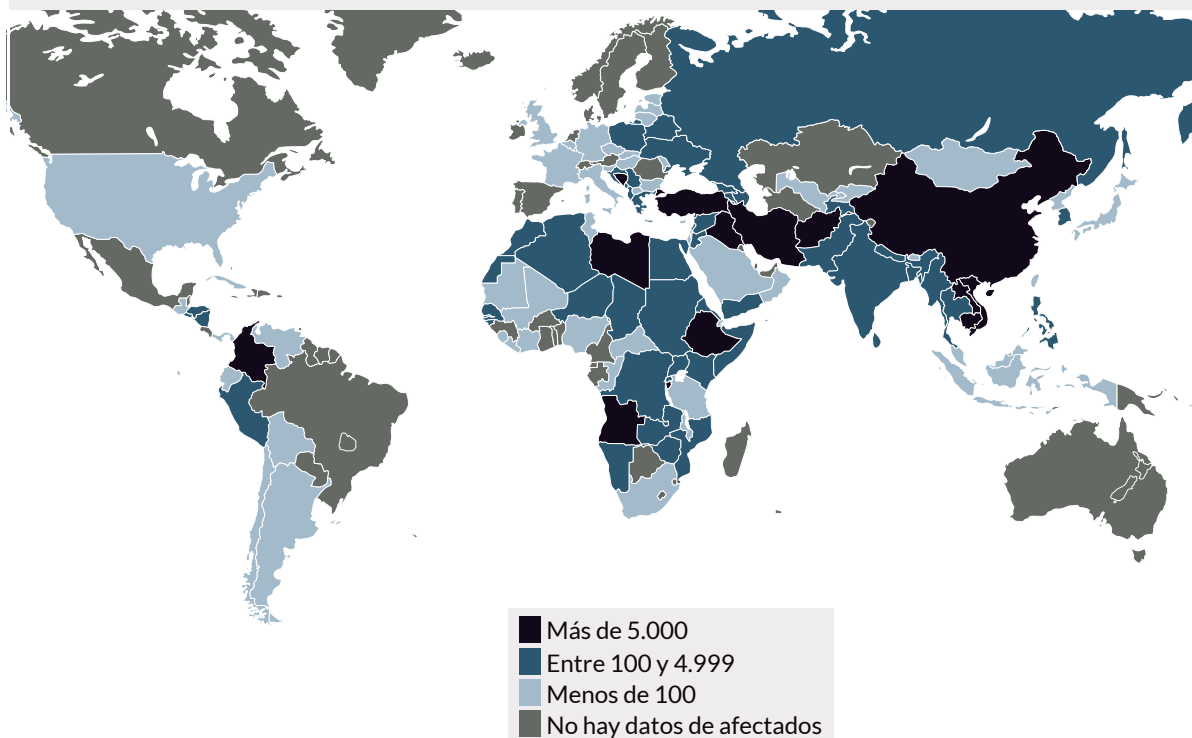 Más de 5.000
Entre 100 y 4.999
Menos de 100
No hay datos de afectados